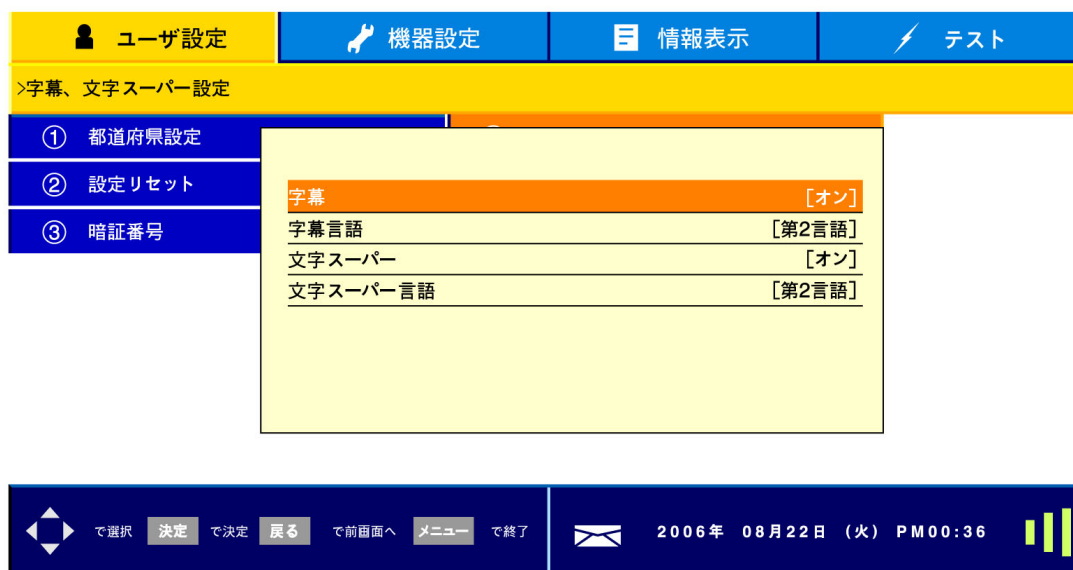 ユーザ設定 機器設定 情報表示 テスト
>字幕、文字スーパー設定
① 都道府県設定
② 設定リセット
③ 暗証番号
字幕 [オン]
字幕言語 [第2言語]
文字スーパー [オン]
文字スーパー言語 [第2言語]
で選択 決定 で決定 戻る で前画面へ メニュー で終了
2006年 08月22日 (火) PM00:36